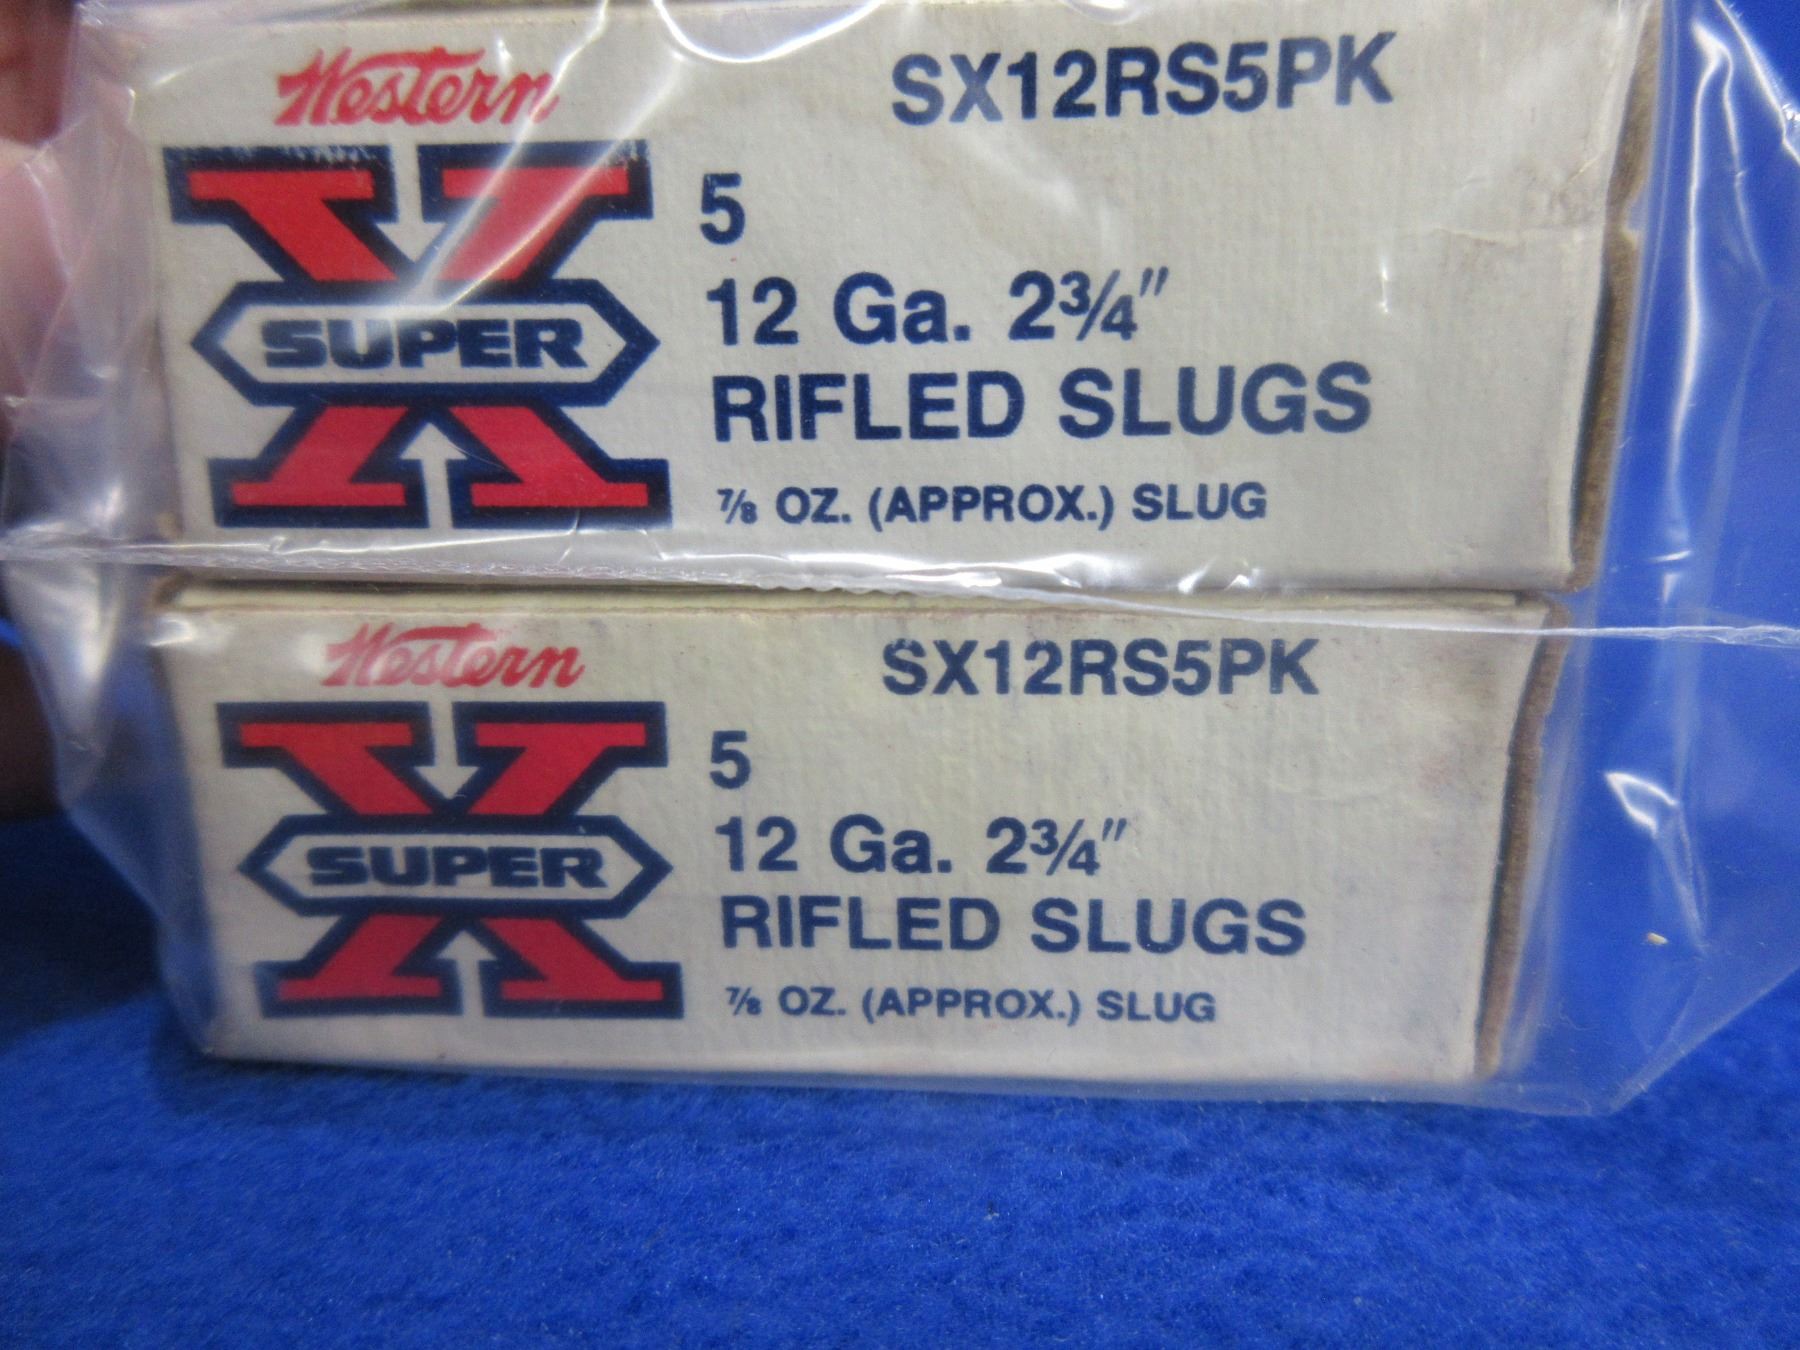 Western
SX12RS5PK
SUPER X
5
12 Ga. 2¾"
RIFLED SLUGS
⅞ OZ. (APPROX.) SLUG
Western
SX12RS5PK
SUPER X
5
12 Ga. 2¾"
RIFLED SLUGS
⅞ OZ. (APPROX.) SLUG